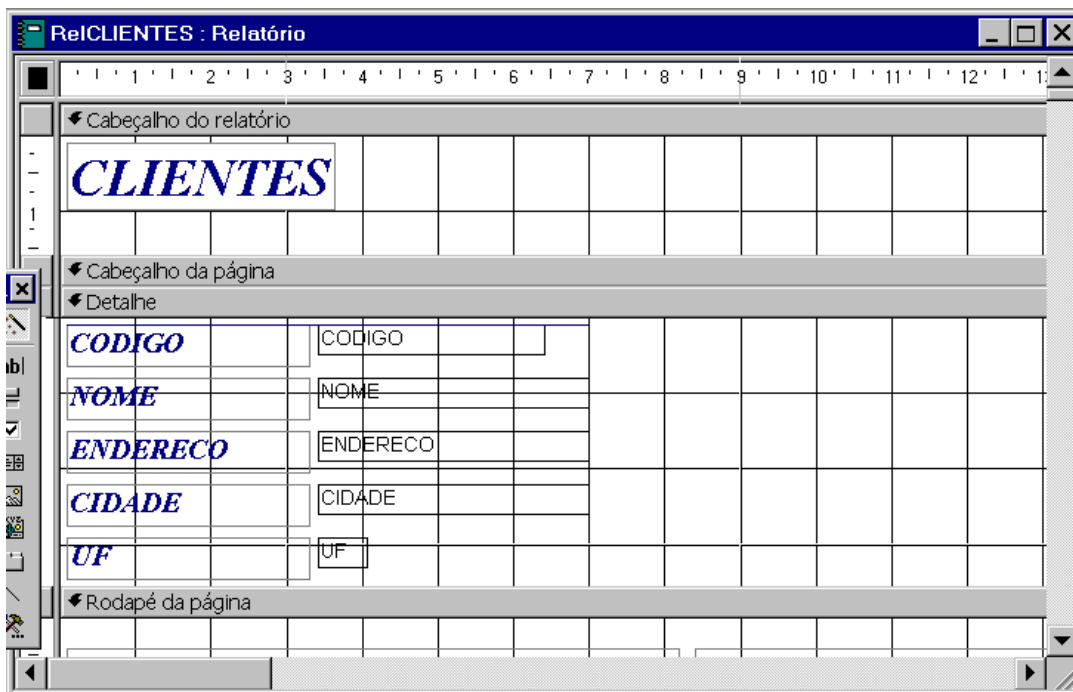 RelCLIENTES : Relatório
1 2 3 4 5 6 7 8 9 10 11 12
Cabeçalho do relatório
CLIENTES
1
Cabeçalho da página
Detalhe
CODIGO CODIGO
NOME NOME
ENDERECO ENDERECO
CIDADE CIDADE
UF UF
Rodapé da página